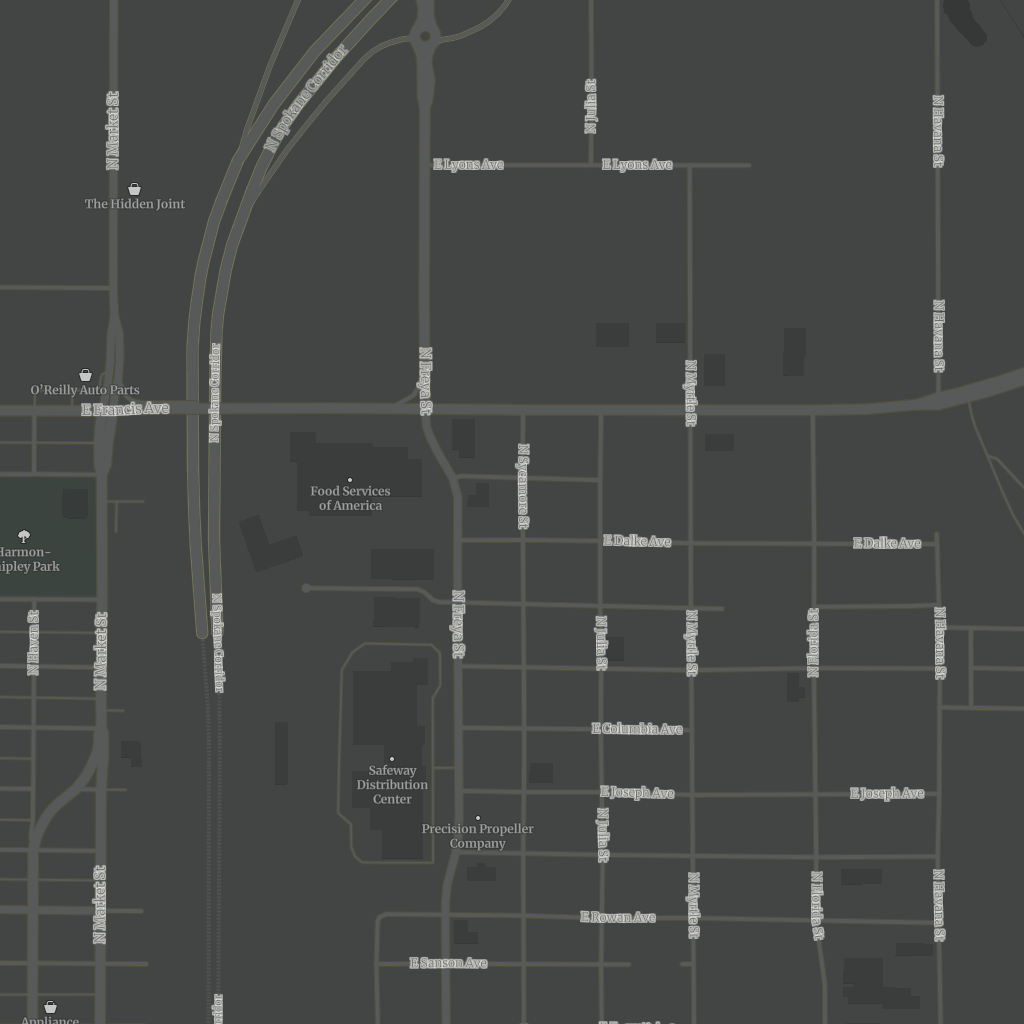 N Spokane Corridor
N Julia St
N Market St
N Havana St
E Lyons Ave
E Lyons Ave
The Hidden Joint
N Havana St
N Spokane Corridor
N Freya St
N Myrtle St
O'Reilly Auto Parts
E Francis Ave
N Sycamore St
Food Services
of America
E Dalke Ave
E Dalke Ave
Harmon-
hipley Park
N Haven St
N Market St
N Spokane Corridor
N Freya St
N Julia St
N Myrtle St
N Florida St
N Havana St
E Columbia Ave
Safeway
Distribution
Center
E Joseph Ave
E Joseph Ave
Precision Propeller
Company
N Julia St
N Market St
N Myrtle St
N Florida St
N Havana St
E Rowan Ave
E Sanson Ave
ridor
Appliance